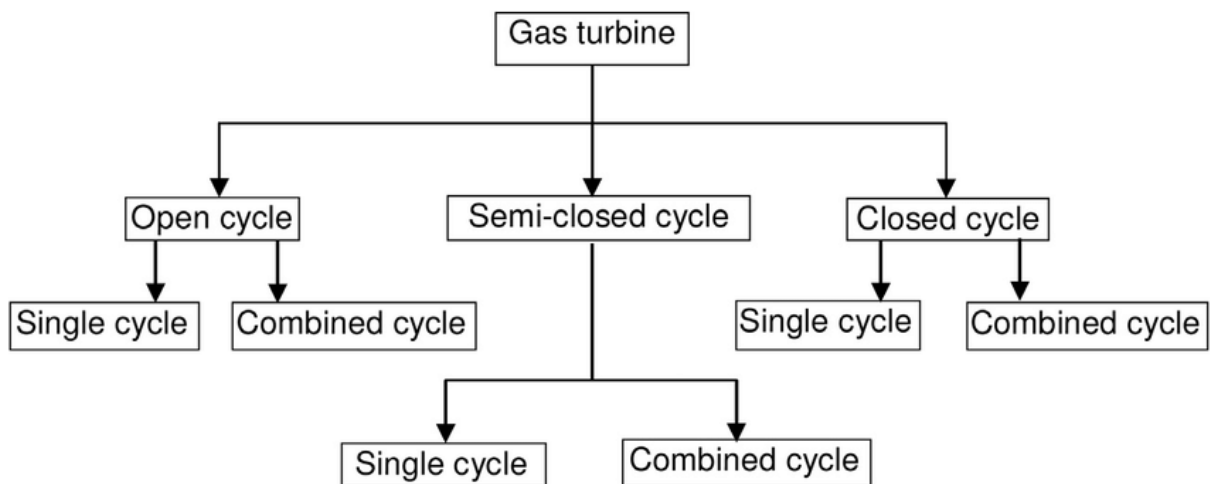 Gas turbine
Open cycle
Semi-closed cycle
Closed cycle
Single cycle
Combined cycle
Single cycle
Combined cycle
Single cycle
Combined cycle